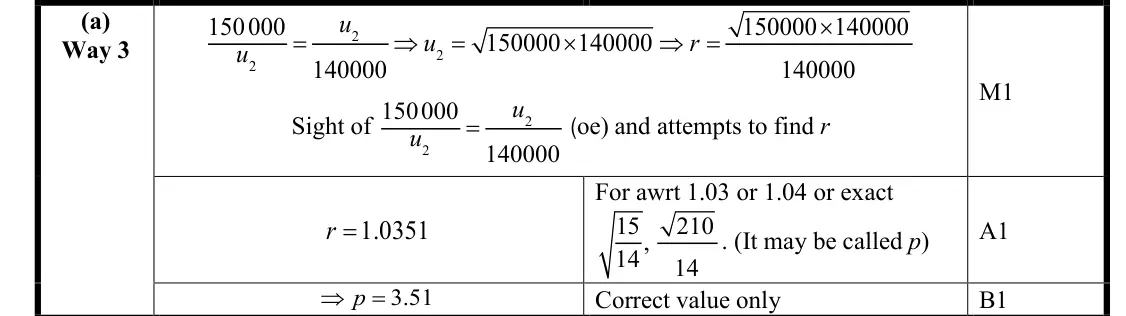 (a)
Way 3
150 000 / u₂ = u₂ / 140000 ⇒ u₂ = √(150000 × 140000) ⇒ r = √(150000 × 140000) / 140000
Sight of 150 000 / u₂ = u₂ / 140000 (oe) and attempts to find r
M1
r = 1.0351
For awrt 1.03 or 1.04 or exact
√(15/14), √210/14. (It may be called p)
A1
⇒ p = 3.51
Correct value only
B1